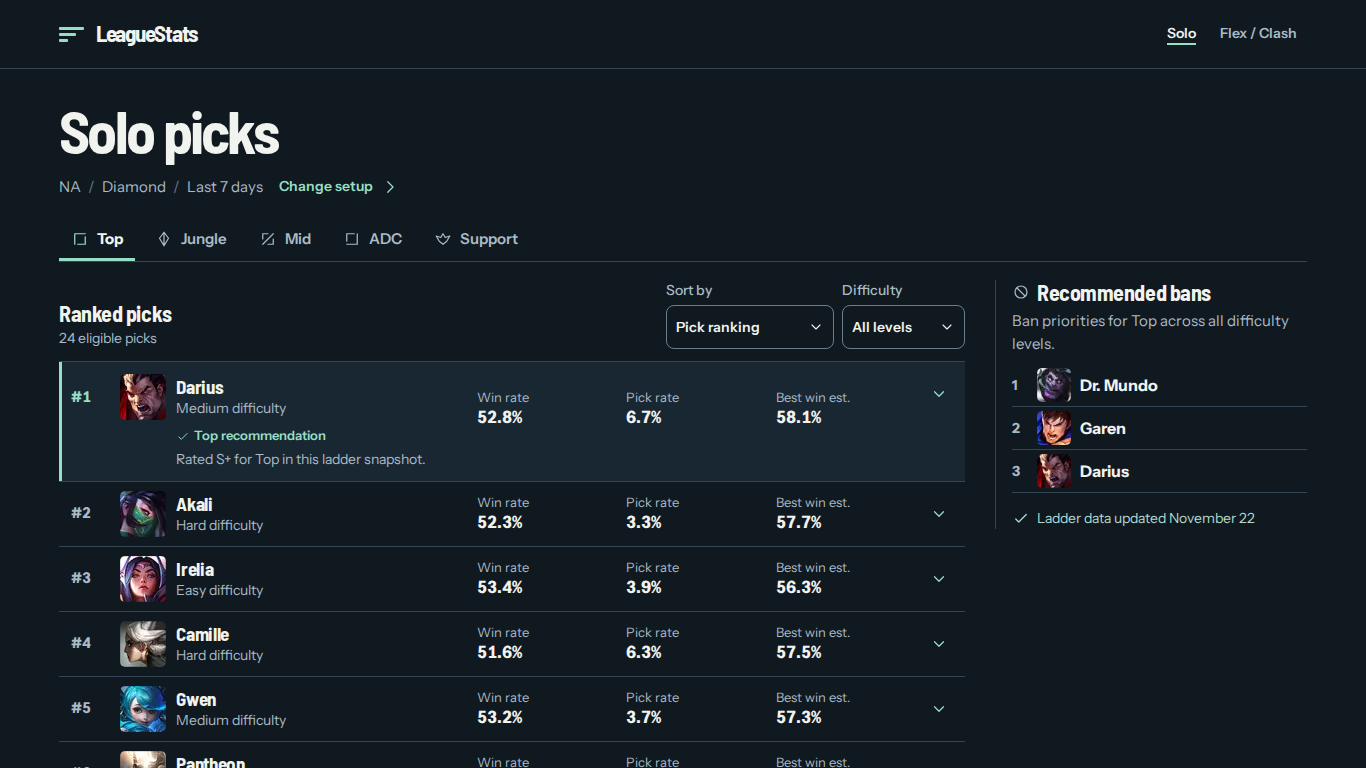 LeagueStats
Solo
Flex / Clash
Solo picks
NA / Diamond / Last 7 days Change setup
Top
Jungle
Mid
ADC
Support
Ranked picks
24 eligible picks
Sort by
Pick ranking
Difficulty
All levels
#1
Darius
Medium difficulty
Top recommendation
Rated S+ for Top in this ladder snapshot.
Win rate
52.8%
Pick rate
6.7%
Best win est.
58.1%
#2
Akali
Hard difficulty
Win rate
52.3%
Pick rate
3.3%
Best win est.
57.7%
#3
Irelia
Easy difficulty
Win rate
53.4%
Pick rate
3.9%
Best win est.
56.3%
#4
Camille
Hard difficulty
Win rate
51.6%
Pick rate
6.3%
Best win est.
57.5%
#5
Gwen
Medium difficulty
Win rate
53.2%
Pick rate
3.7%
Best win est.
57.3%
Pantheon
Win rate
Pick rate
Best win est.
Recommended bans
Ban priorities for Top across all difficulty
levels.
1
Dr. Mundo
2
Garen
3
Darius
Ladder data updated November 22